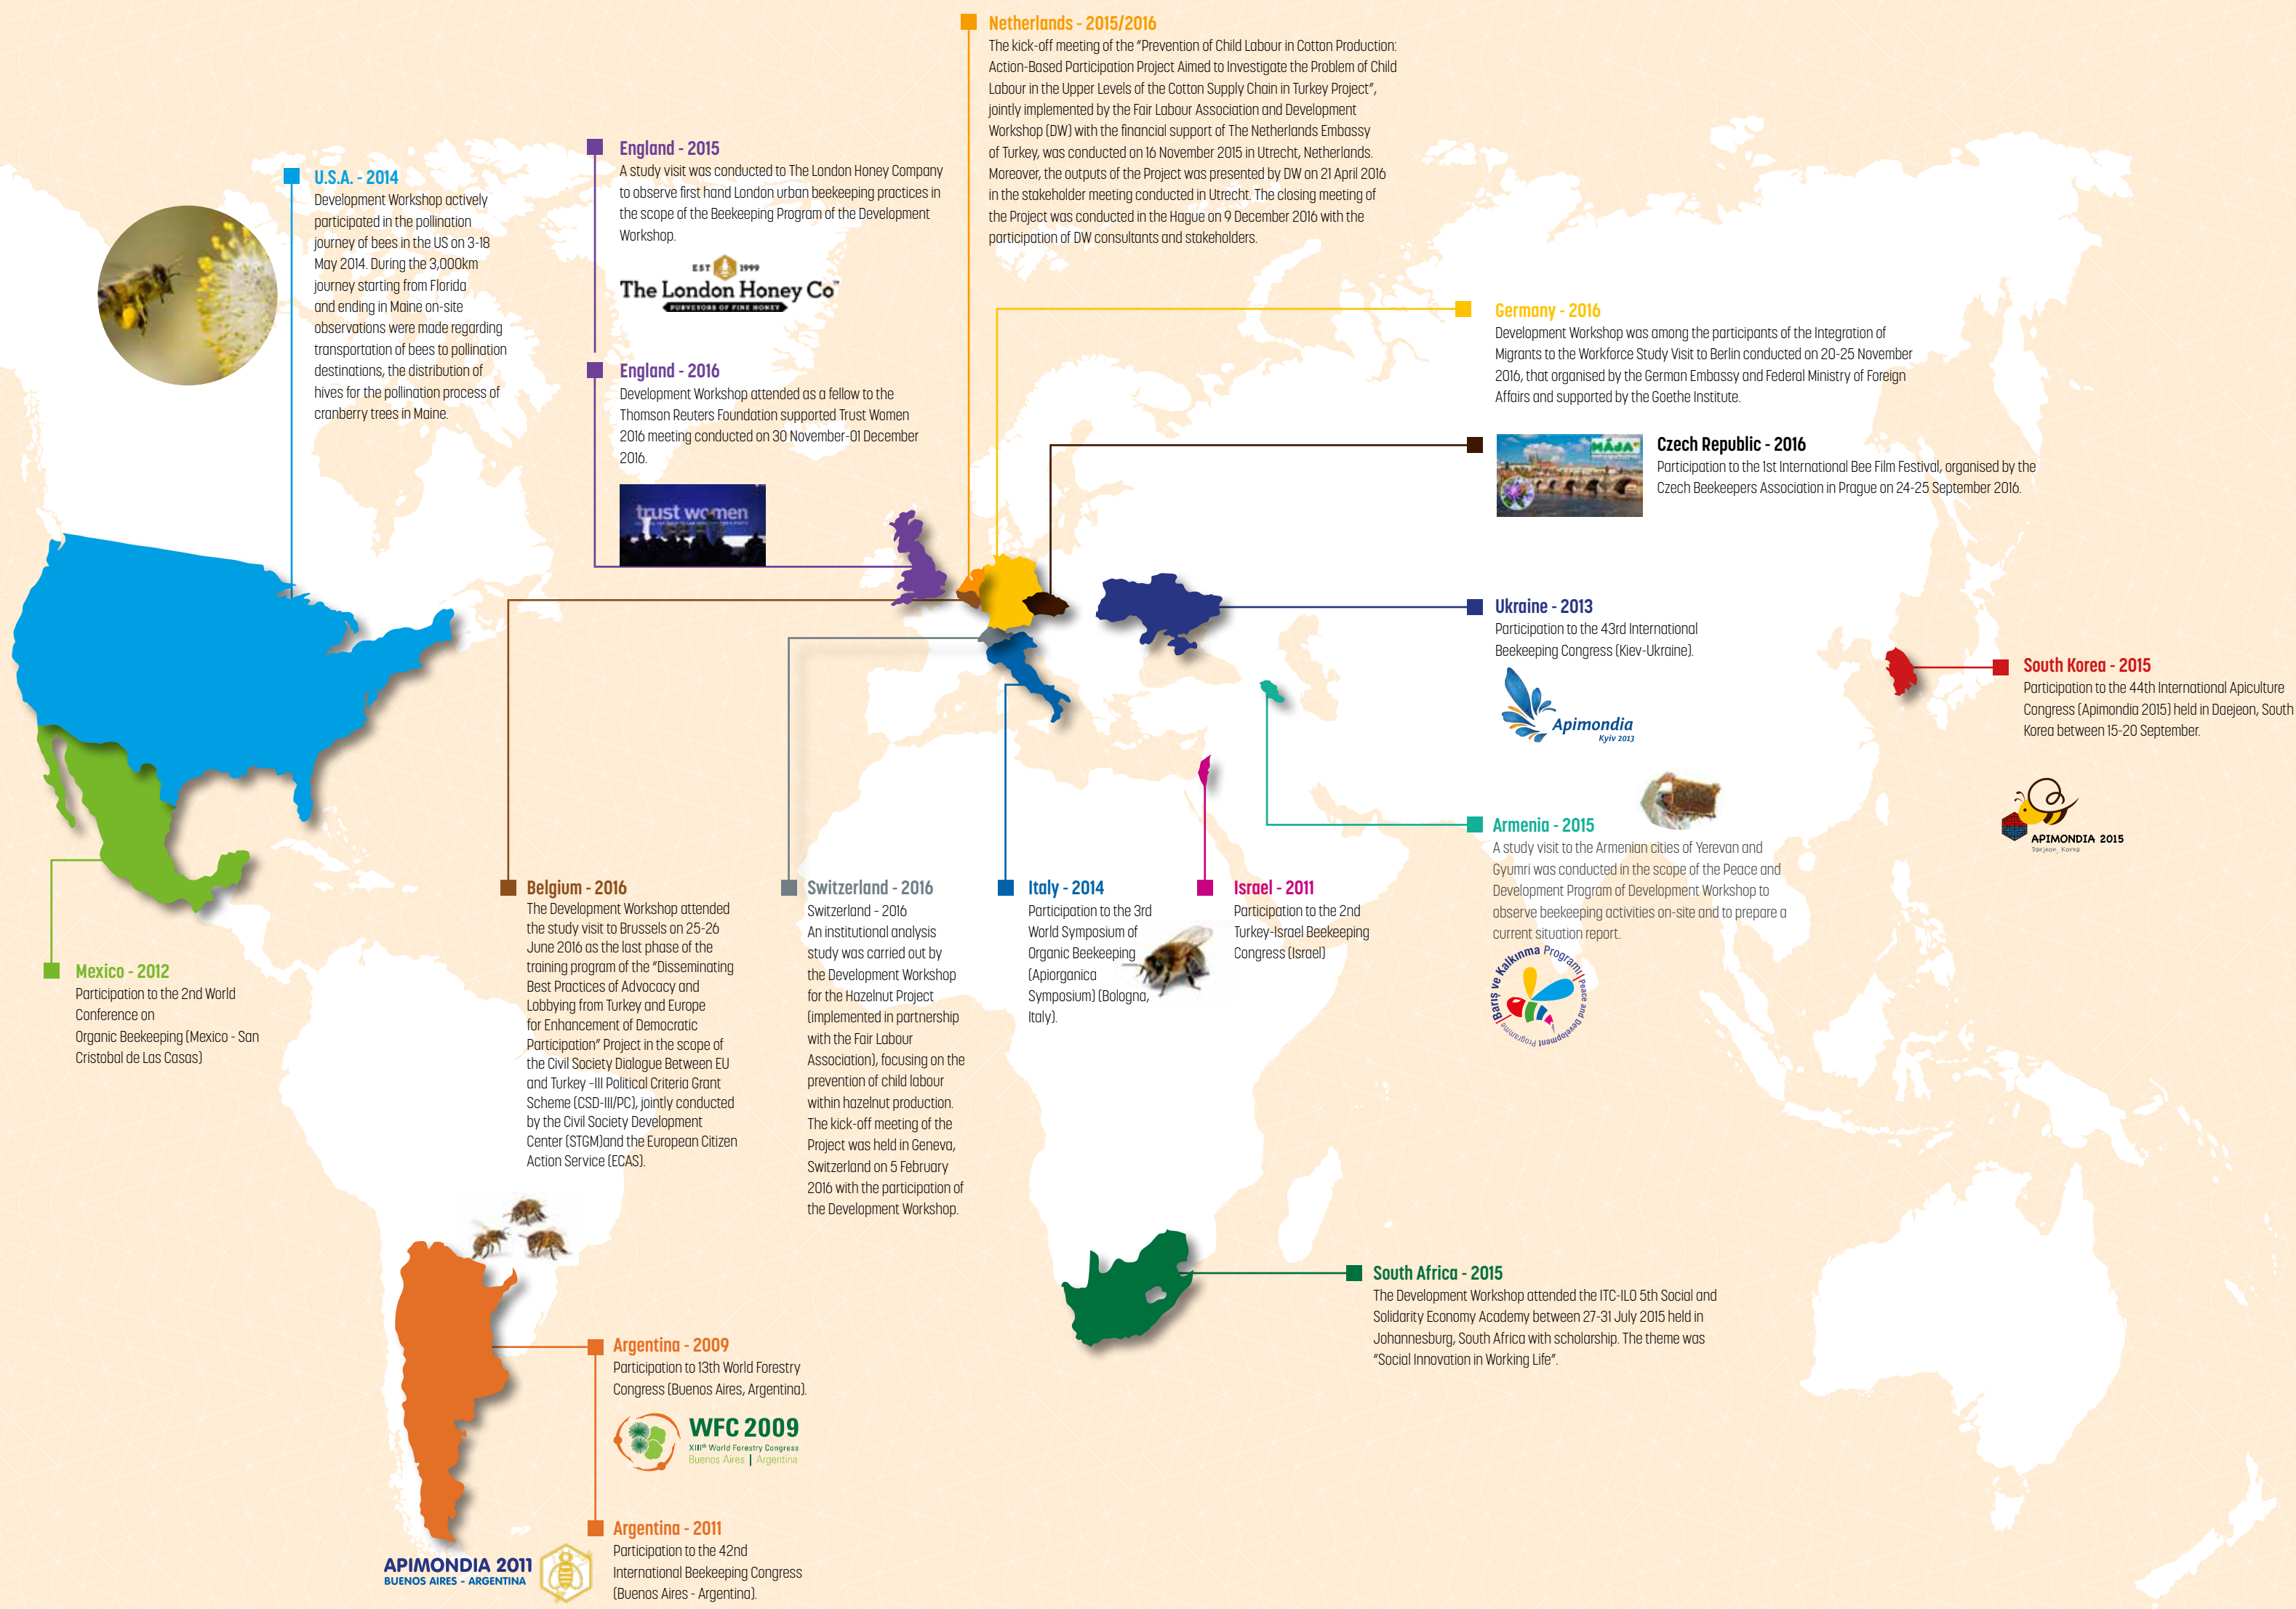 Netherlands - 2015/2016
The kick-off meeting of the “Prevention of Child Labour in Cotton Production:
Action-Based Participation Project Aimed to Investigate the Problem of Child
Labour in the Upper Levels of the Cotton Supply Chain in Turkey Project”,
jointly implemented by the Fair Labour Association and Development
Workshop (DW) with the financial support of The Netherlands Embassy
of Turkey, was conducted on 16 November 2015 in Utrecht, Netherlands.
Moreover, the outputs of the Project was presented by DW on 21 April 2016
in the stakeholder meeting conducted in Utrecht. The closing meeting of
the Project was conducted in the Hague on 9 December 2016 with the
participation of DW consultants and stakeholders.
England - 2015
A study visit was conducted to The London Honey Company
to observe first hand London urban beekeeping practices in
the scope of the Beekeeping Program of the Development
Workshop.
EST 1999
The London Honey Co™
PURVEYORS OF FINE HONEY
U.S.A. - 2014
Development Workshop actively
participated in the pollination
journey of bees in the US on 3-18
May 2014. During the 3,000km
journey starting from Florida
and ending in Maine on-site
observations were made regarding
transportation of bees to pollination
destinations, the distribution of
hives for the pollination process of
cranberry trees in Maine.
England - 2016
Development Workshop attended as a fellow to the
Thomson Reuters Foundation supported Trust Women
2016 meeting conducted on 30 November-01 December
2016.
trust women
Germany - 2016
Development Workshop was among the participants of the Integration of
Migrants to the Workforce Study Visit to Berlin conducted on 20-25 November
2016, that organised by the German Embassy and Federal Ministry of Foreign
Affairs and supported by the Goethe Institute.
MÁJA
Czech Republic - 2016
Participation to the 1st International Bee Film Festival, organised by the
Czech Beekeepers Association in Prague on 24-25 September 2016.
Ukraine - 2013
Participation to the 43rd International
Beekeeping Congress (Kiev-Ukraine).
Apimondia
Kyiv 2013
South Korea - 2015
Participation to the 44th International Apiculture
Congress (Apimondia 2015) held in Daejeon, South
Korea between 15-20 September.
APIMONDIA 2015
Daejeon, Korea
Armenia - 2015
A study visit to the Armenian cities of Yerevan and
Gyumri was conducted in the scope of the Peace and
Development Program of Development Workshop to
observe beekeeping activities on-site and to prepare a
current situation report.
Barış ve Kalkınma Programı
Peace and Development Programme
Belgium - 2016
The Development Workshop attended
the study visit to Brussels on 25-26
June 2016 as the last phase of the
training program of the “Disseminating
Best Practices of Advocacy and
Lobbying from Turkey and Europe
for Enhancement of Democratic
Participation” Project in the scope of
the Civil Society Dialogue Between EU
and Turkey -III Political Criteria Grant
Scheme (CSD-III/PC), jointly conducted
by the Civil Society Development
Center (STGM)and the European Citizen
Action Service (ECAS).
Switzerland - 2016
Switzerland - 2016
An institutional analysis
study was carried out by
the Development Workshop
for the Hazelnut Project
(implemented in partnership
with the Fair Labour
Association), focusing on the
prevention of child labour
within hazelnut production.
The kick-off meeting of the
Project was held in Geneva,
Switzerland on 5 February
2016 with the participation of
the Development Workshop.
Italy - 2014
Participation to the 3rd
World Symposium of
Organic Beekeeping
(Apiorganica
Symposium) (Bologna,
Italy).
Israel - 2011
Participation to the 2nd
Turkey-Israel Beekeeping
Congress (Israel)
Mexico - 2012
Participation to the 2nd World
Conference on
Organic Beekeeping (Mexico - San
Cristobal de Las Casas)
South Africa - 2015
The Development Workshop attended the ITC-ILO 5th Social and
Solidarity Economy Academy between 27-31 July 2015 held in
Johannesburg, South Africa with scholarship. The theme was
“Social Innovation in Working Life”.
Argentina - 2009
Participation to 13th World Forestry
Congress (Buenos Aires, Argentina).
WFC 2009
XIIIth World Forestry Congress
Buenos Aires | Argentina
Argentina - 2011
Participation to the 42nd
International Beekeeping Congress
(Buenos Aires - Argentina).
APIMONDIA 2011
BUENOS AIRES - ARGENTINA